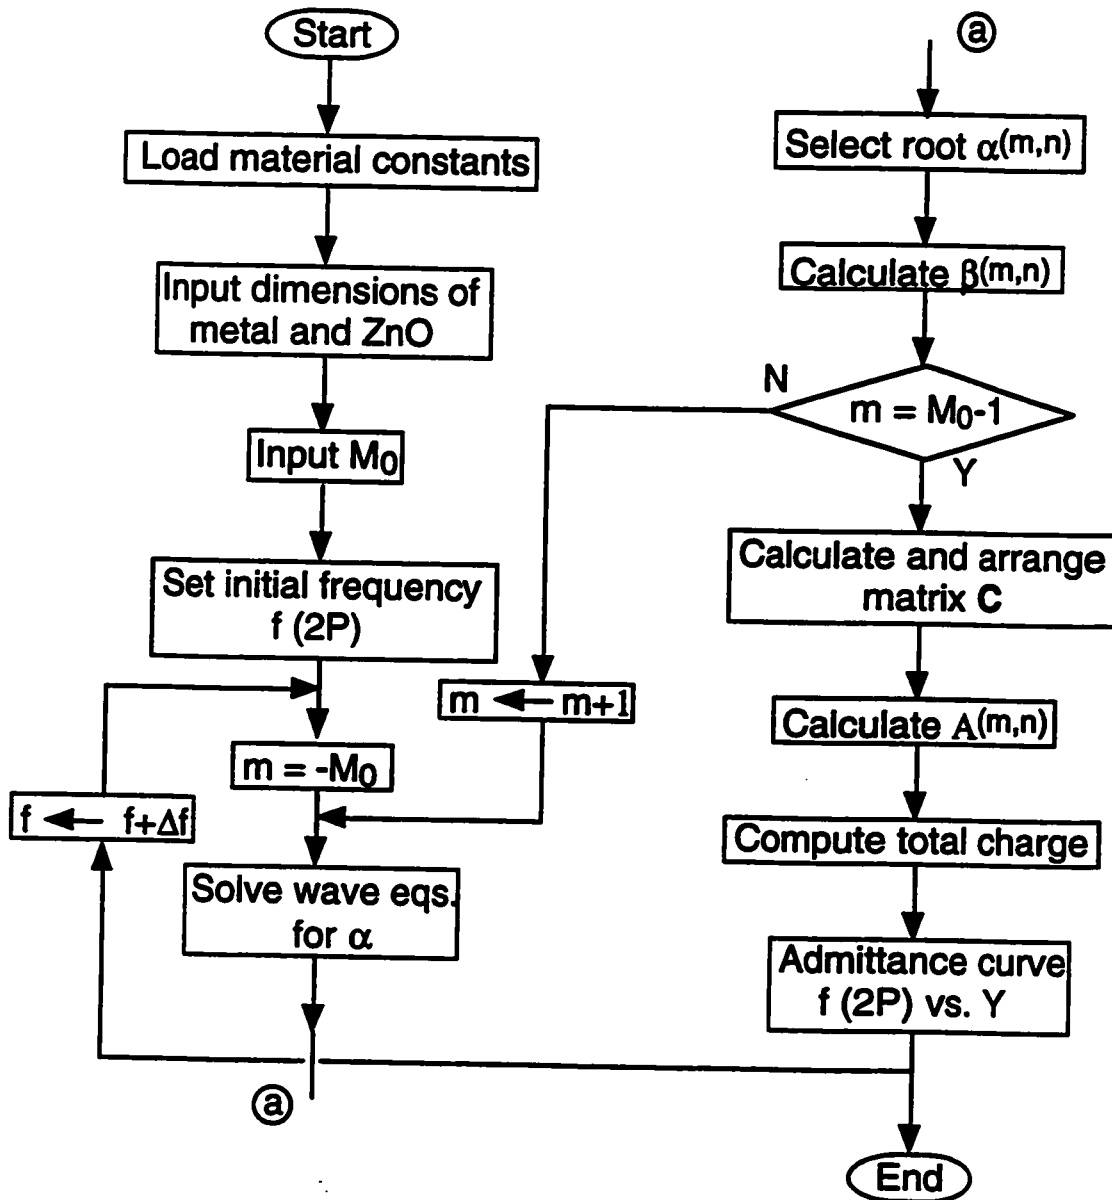 Start
Load material constants
Input dimensions of
metal and ZnO
Input M0
Set initial frequency
f (2P)
m = -M0
f ← f+Δf
m ← m+1
Solve wave eqs.
for α
ⓐ
ⓐ
Select root α(m,n)
Calculate β(m,n)
N
m = M0-1
Y
Calculate and arrange
matrix C
Calculate A(m,n)
Compute total charge
Admittance curve
f (2P) vs. Y
End